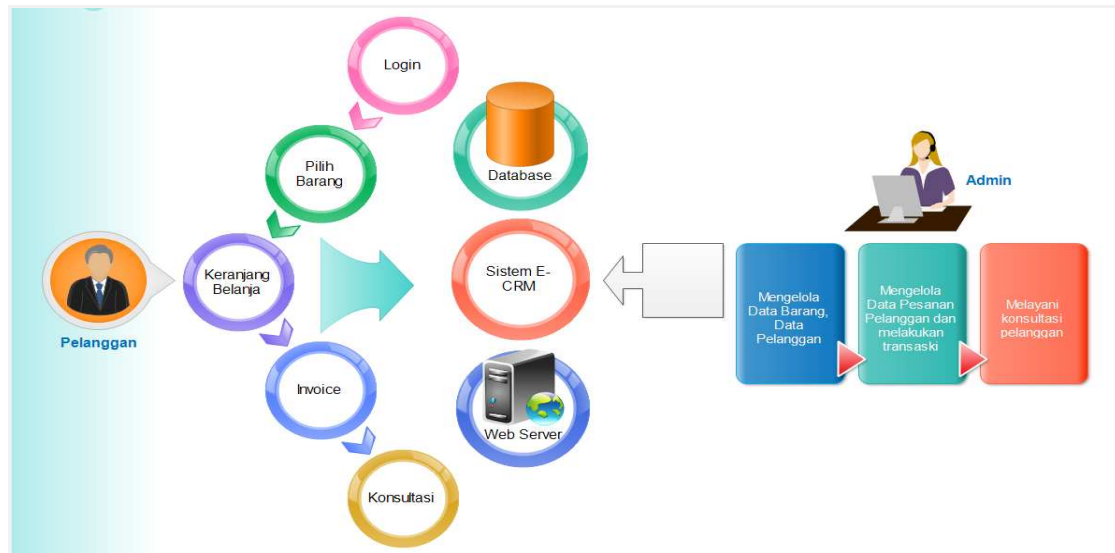 Login
Pilih
Barang
Keranjang
Belanja
Invoice
Konsultasi
Pelanggan
Database
Sistem E-
CRM
Web Server
Admin
Mengelola
Data Barang,
Data
Pelanggan
Mengelola
Data Pesanan
Pelanggan dan
melakukan
transaski
Melayani
konsultasi
pelanggan